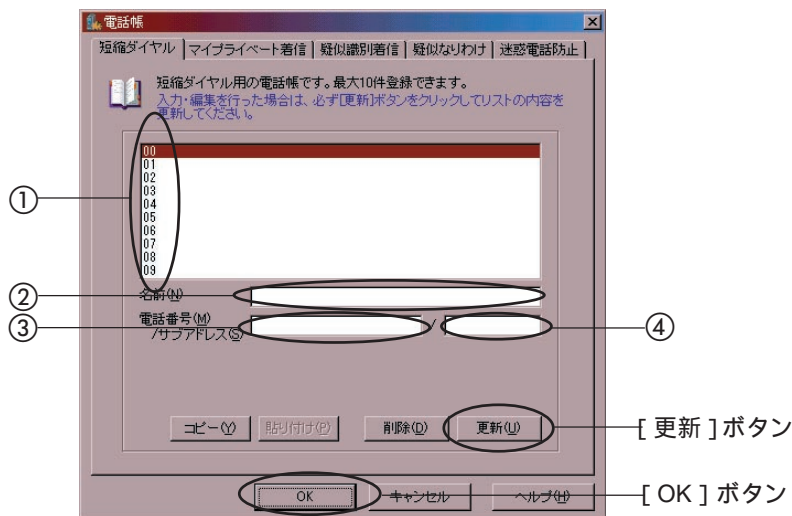 電話帳
短縮ダイヤル マイプライベート着信 疑似識別着信 疑似なりわけ 迷惑電話防止
短縮ダイヤル用の電話帳です。最大10件登録できます。
入力・編集を行った場合は、必ず[更新]ボタンをクリックしてリストの内容を
更新してください。
00
01
02
03
04
05
06
07
08
09
①
名前(N)
②
電話番号(M)
/サブアドレス(S)
/
③
④
コピー(Y) 貼り付け(P) 削除(D) 更新(U)
[ 更新 ]ボタン
OK キャンセル ヘルプ(H)
[ OK ] ボタン